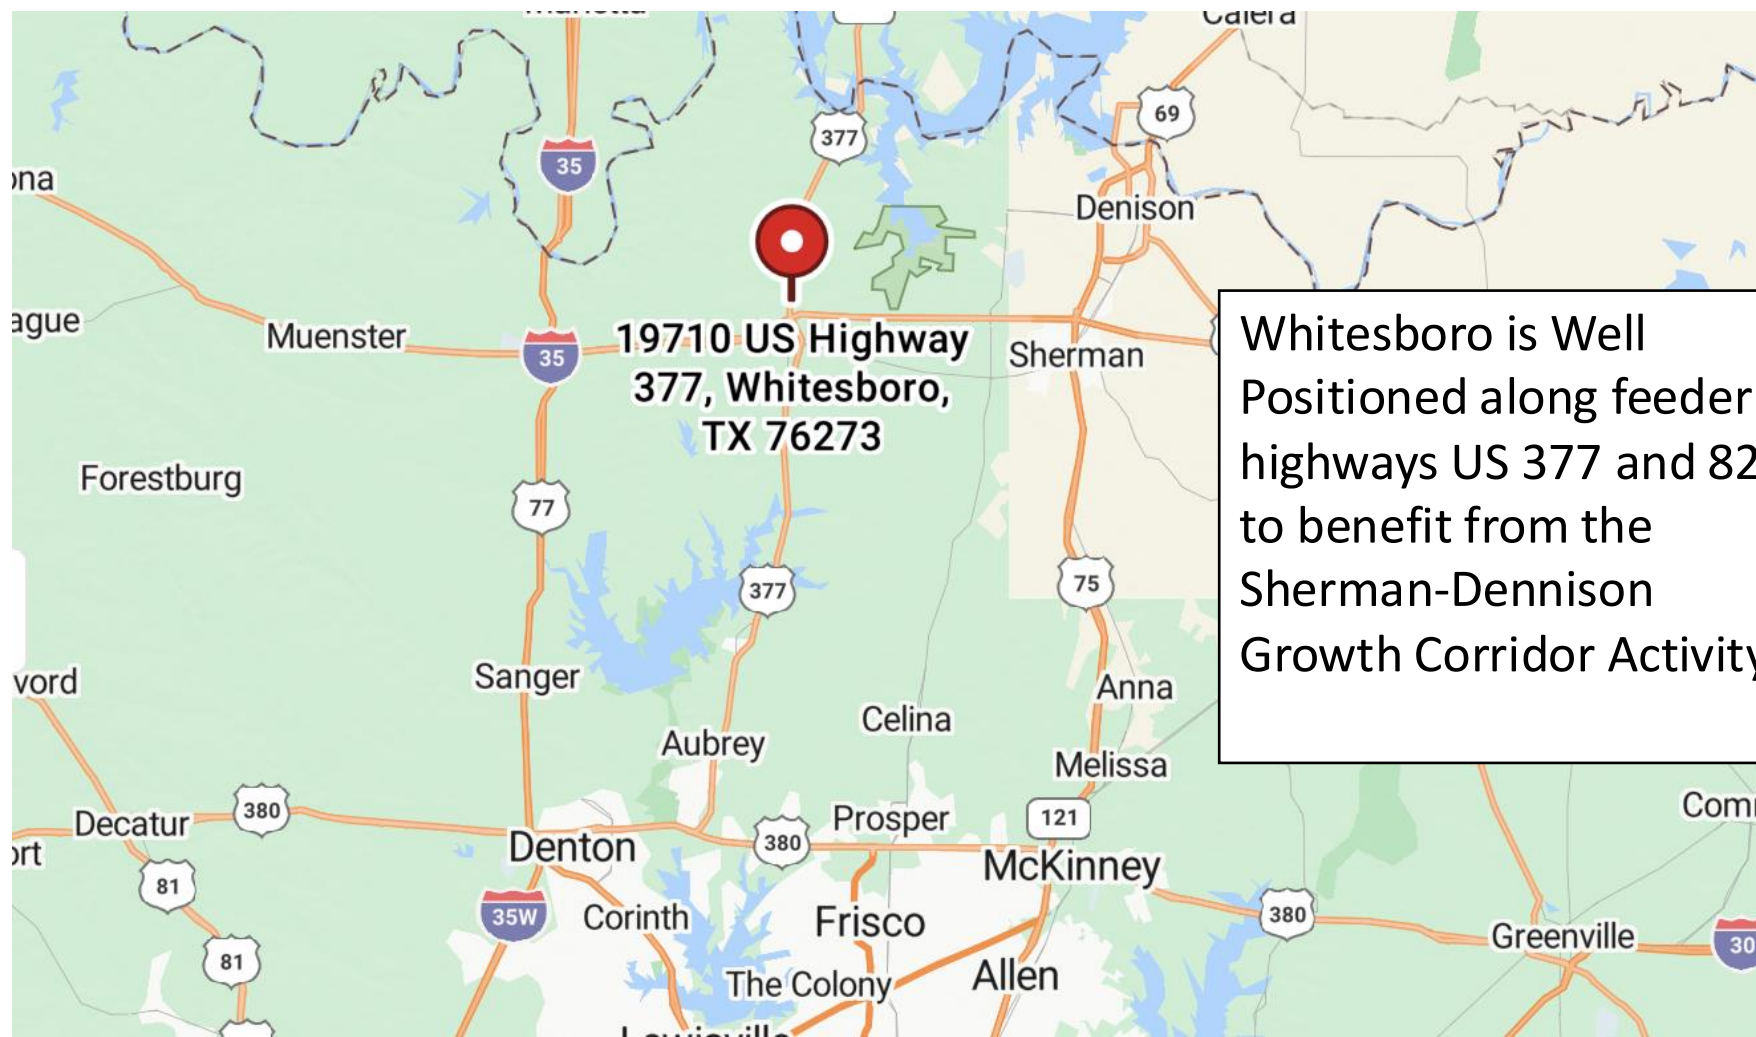 Calera
69
377
35
Denison
Muenster
35
19710 US Highway
377, Whitesboro,
TX 76273
Sherman
Whitesboro is Well
Positioned along feeder
highways US 377 and 82
to benefit from the
Sherman-Dennison
Growth Corridor Activity
Forestburg
77
377
75
Sanger
Anna
Celina
Aubrey
Melissa
380
Decatur
Denton
380
Prosper
121
McKinney
81
35W
Corinth
Frisco
380
Greenville
30
81
The Colony
Allen
Lewisville